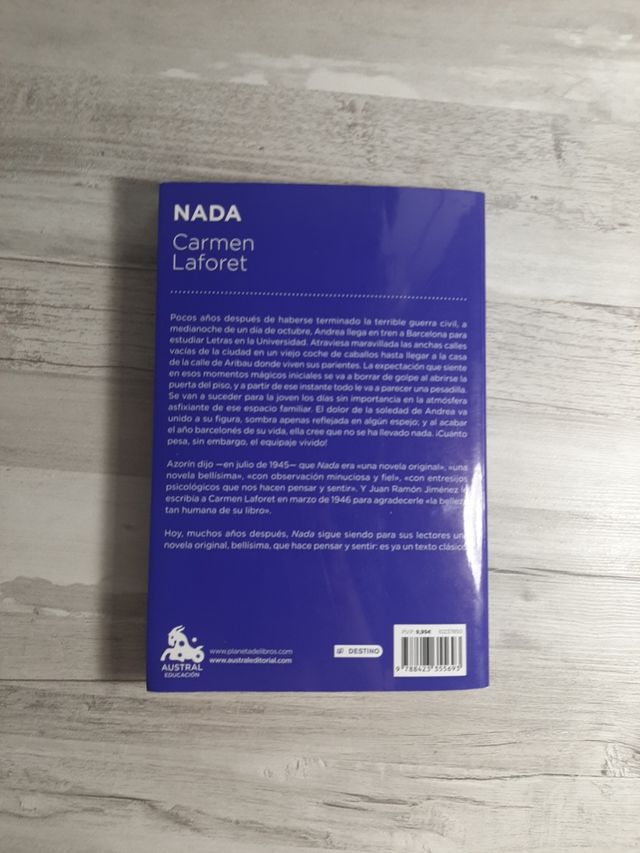 NADA
Carmen
Laforet
Pocos años después de haberse terminado la terrible guerra civil, a
medianoche de un día de octubre, Andrea llega en tren a Barcelona para
estudiar Letras en la Universidad. Atraviesa maravillada las anchas calles
vacías de la ciudad en un viejo coche de caballos hasta llegar a la casa
de la calle de Aribau donde viven sus parientes. La expectación que siente
en esos momentos mágicos iniciales se va a borrar de golpe al abrirse la
puerta del piso, y a partir de ese instante todo le va a parecer una pesadilla.
Se van a suceder para la joven los días sin importancia en la atmósfera
asfixiante de ese espacio familiar. El dolor de la soledad de Andrea va
unido a su figura, sombra apenas reflejada en algún espejo; y al acabar
el año barcelonés de su vida, ella cree que no se ha llevado nada. ¡Cuánto
pesa, sin embargo, el equipaje vivido!
Azorín dijo —en julio de 1945— que Nada era «una novela original», «una
novela bellísima», «con observación minuciosa y fiel», «con entresijos
psicológicos que nos hacen pensar y sentir». Y Juan Ramón Jiménez le
escribía a Carmen Laforet en marzo de 1946 para agradecerle «la belleza
tan humana de su libro».
Hoy, muchos años después, Nada sigue siendo para sus lectores una
novela original, bellísima, que hace pensar y sentir: es ya un texto clásico.
AUSTRAL
EDUCACIÓN
www.planetadelibros.com
www.australeditorial.com
DESTINO
PVP: 9,95€
9 788423 355693